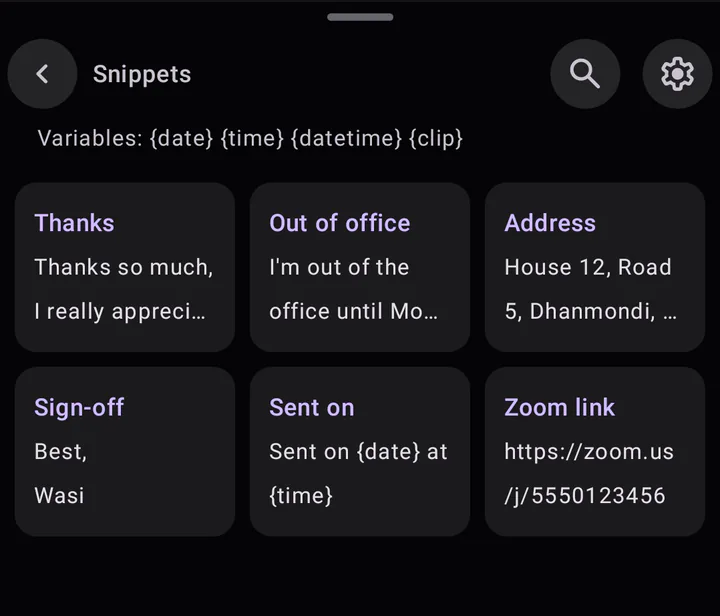 Snippets
Variables: {date} {time} {datetime} {clip}
Thanks
Thanks so much,
I really appreci…
Out of office
I'm out of the
office until Mo…
Address
House 12, Road
5, Dhanmondi, …
Sign-off
Best,
Wasi
Sent on
Sent on {date} at
{time}
Zoom link
https://zoom.us
/j/5550123456